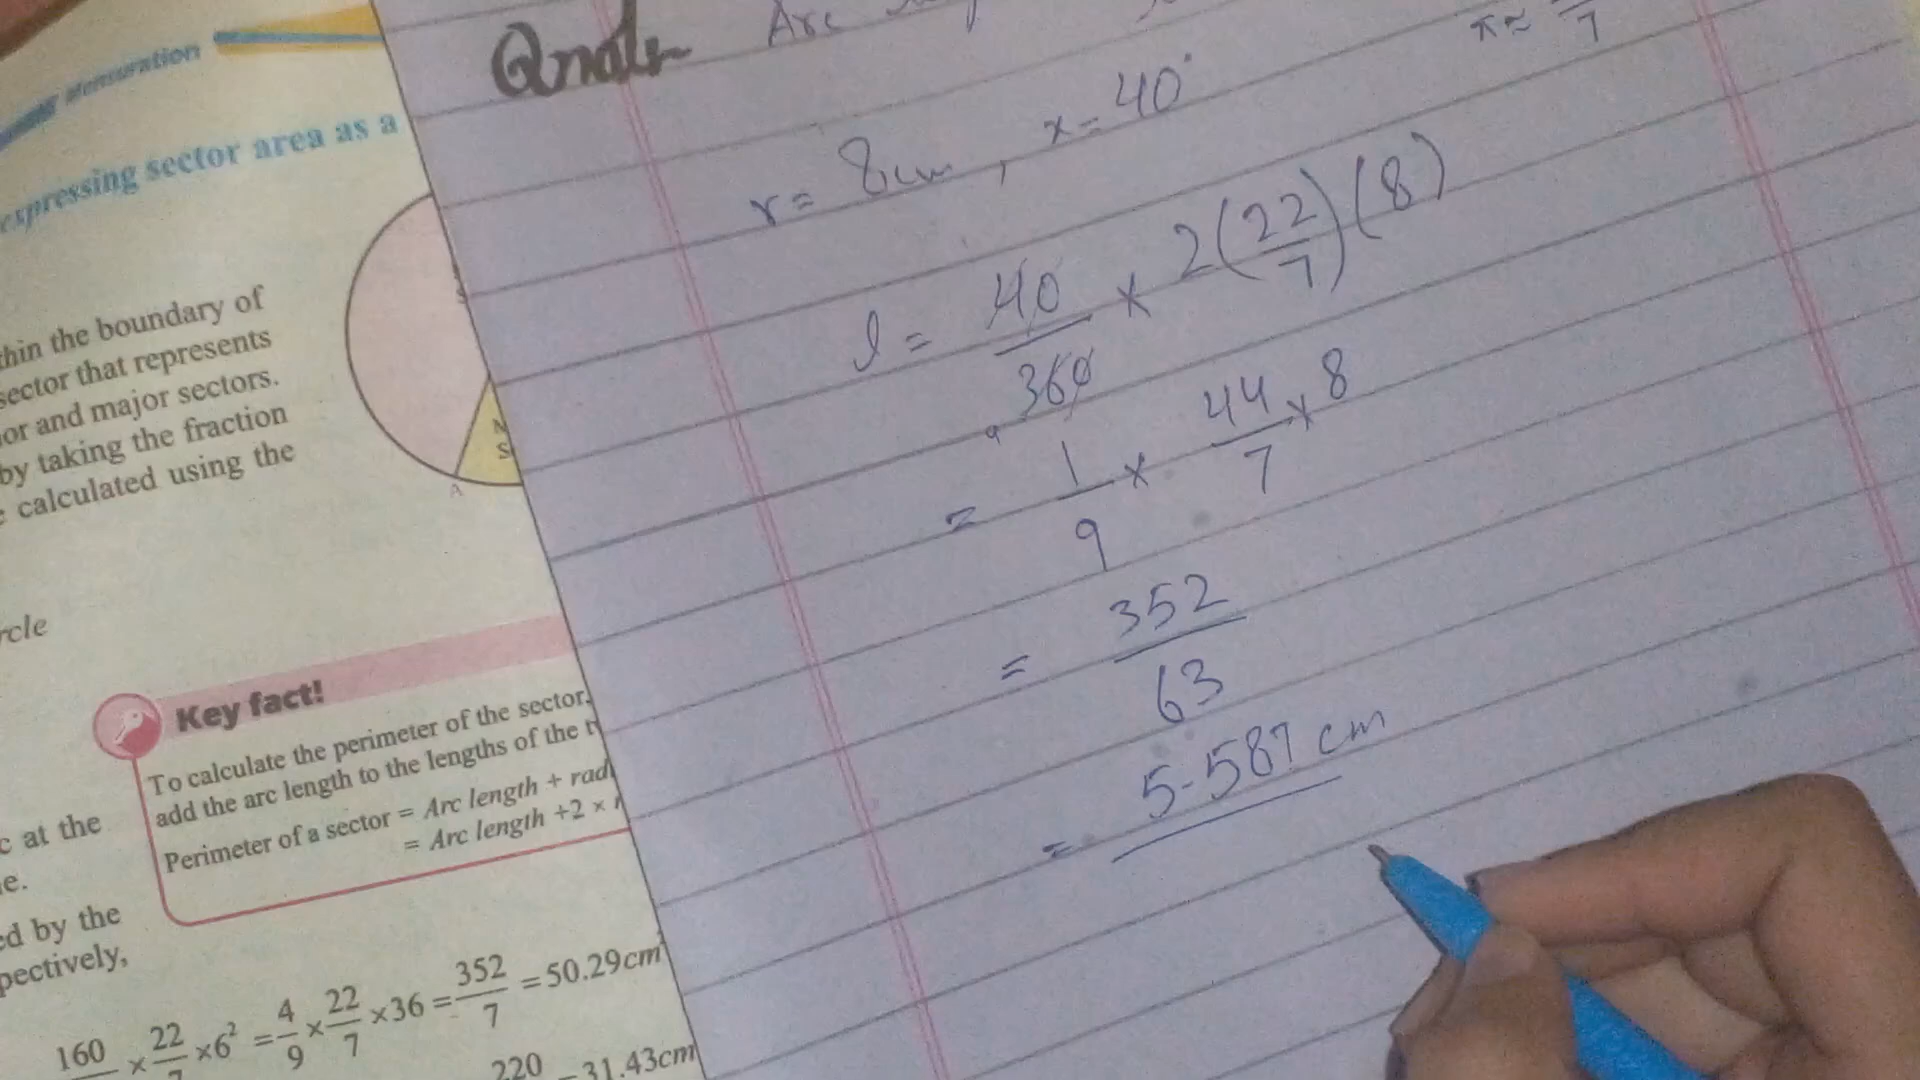 Mensuration
expressing sector area as a
thin the boundary of
sector that represents
or and major sectors.
by taking the fraction
calculated using the
A
rcle
Key fact!
To calculate the perimeter of the sector,
add the arc length to the lengths of the
Perimeter of a sector = Arc length +
= Arc length +2 ×
c at the
ed by the
pectively,
160 × 22/7 ×6² = 4/9 × 22/7 ×36 = 352/7 = 50.29cm
220
31.43cm
Arc
π ≈ /7
r = 8cm , x = 40°
l = 40/360 × 2(22/7)(8)
9
= 1/9 × 44/7 × 8
= 352/63
= 5.587 cm